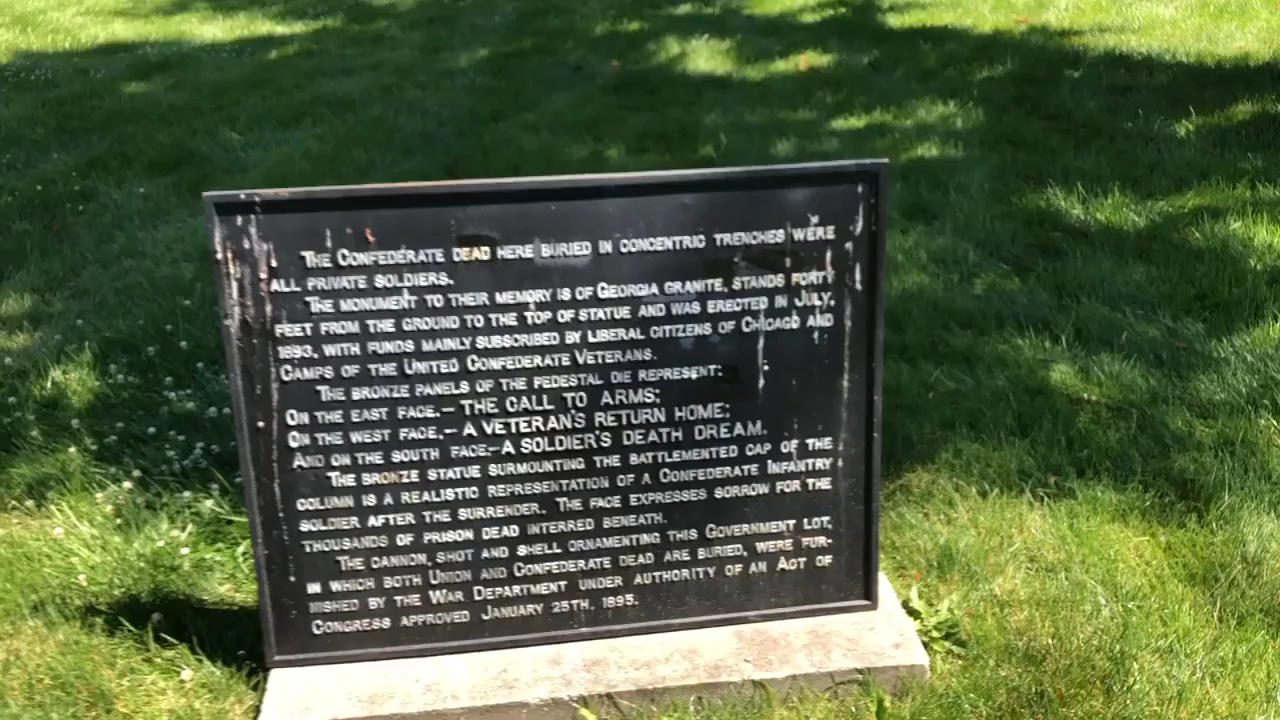 THE CONFEDERATE DEAD HERE BURIED IN CONCENTRIC TRENCHES WERE
ALL PRIVATE SOLDIERS.
THE MONUMENT TO THEIR MEMORY IS OF GEORGIA GRANITE, STANDS FORTY
FEET FROM THE GROUND TO THE TOP OF STATUE AND WAS ERECTED IN JULY,
1893, WITH FUNDS MAINLY SUBSCRIBED BY LIBERAL CITIZENS OF CHICAGO AND
CAMPS OF THE UNITED CONFEDERATE VETERANS.
THE BRONZE PANELS OF THE PEDESTAL DIE REPRESENT:
ON THE EAST FACE,— THE CALL TO ARMS;
ON THE WEST FACE,— A VETERAN'S RETURN HOME;
AND ON THE SOUTH FACE,— A SOLDIER'S DEATH DREAM.
THE BRONZE STATUE SURMOUNTING THE BATTLEMENTED CAP OF THE
COLUMN IS A REALISTIC REPRESENTATION OF A CONFEDERATE INFANTRY
SOLDIER AFTER THE SURRENDER. THE FACE EXPRESSES SORROW FOR THE
THOUSANDS OF PRISON DEAD INTERRED BENEATH.
THE CANNON, SHOT AND SHELL ORNAMENTING THIS GOVERNMENT LOT,
IN WHICH BOTH UNION AND CONFEDERATE DEAD ARE BURIED, WERE FUR-
NISHED BY THE WAR DEPARTMENT UNDER AUTHORITY OF AN ACT OF
CONGRESS APPROVED JANUARY 25TH, 1895.